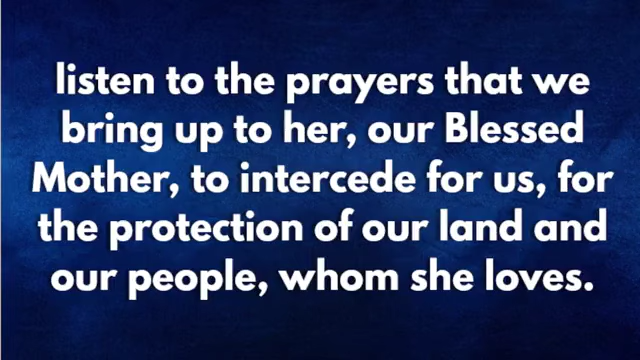 listen to the prayers that we
bring up to her, our Blessed
Mother, to intercede for us, for
the protection of our land and
our people, whom she loves.